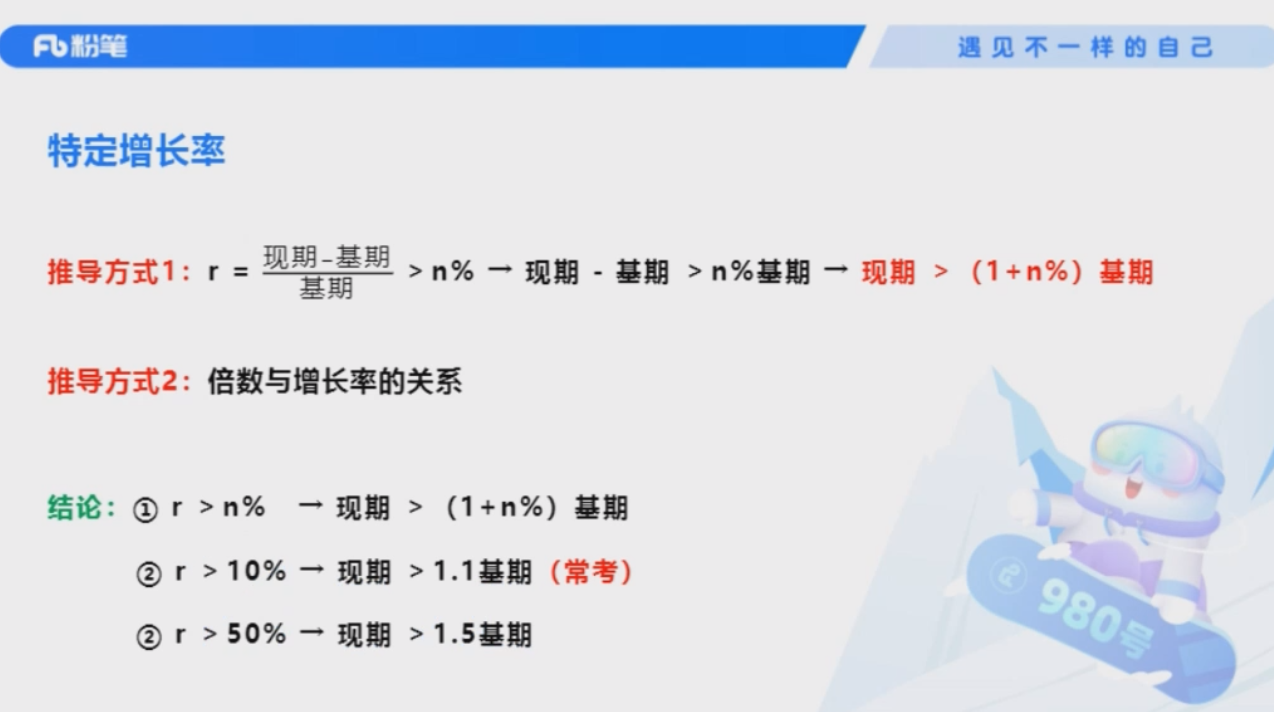 粉笔
遇见不一样的自己
特定增长率
推导方式1：r = 现期-基期/基期 > n% → 现期 - 基期 > n%基期 → 现期 > （1+n%）基期
推导方式2：倍数与增长率的关系
结论：① r > n% → 现期 > （1+n%）基期
② r > 10% → 现期 > 1.1基期（常考）
② r > 50% → 现期 > 1.5基期
980号